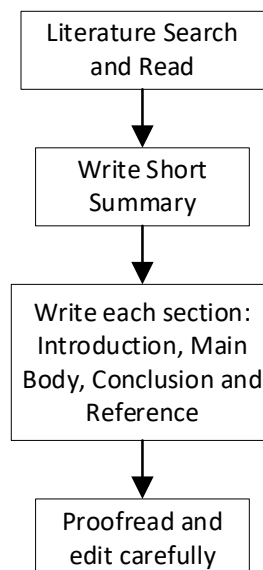 Literature Search
and Read
Write Short
Summary
Write each section:
Introduction, Main
Body, Conclusion and
Reference
Proofread and
edit carefully